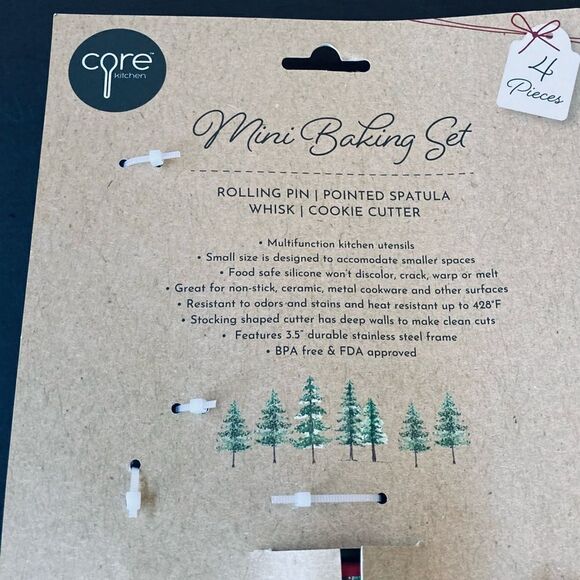 core™
kitchen
4
Pieces
Mini Baking Set
ROLLING PIN | POINTED SPATULA
WHISK | COOKIE CUTTER
• Multifunction kitchen utensils
• Small size is designed to accomodate smaller spaces
• Food safe silicone won't discolor, crack, warp or melt
• Great for non-stick, ceramic, metal cookware and other surfaces
• Resistant to odors and stains and heat resistant up to 428°F
• Stocking shaped cutter has deep walls to make clean cuts
• Features 3.5" durable stainless steel frame
• BPA free & FDA approved